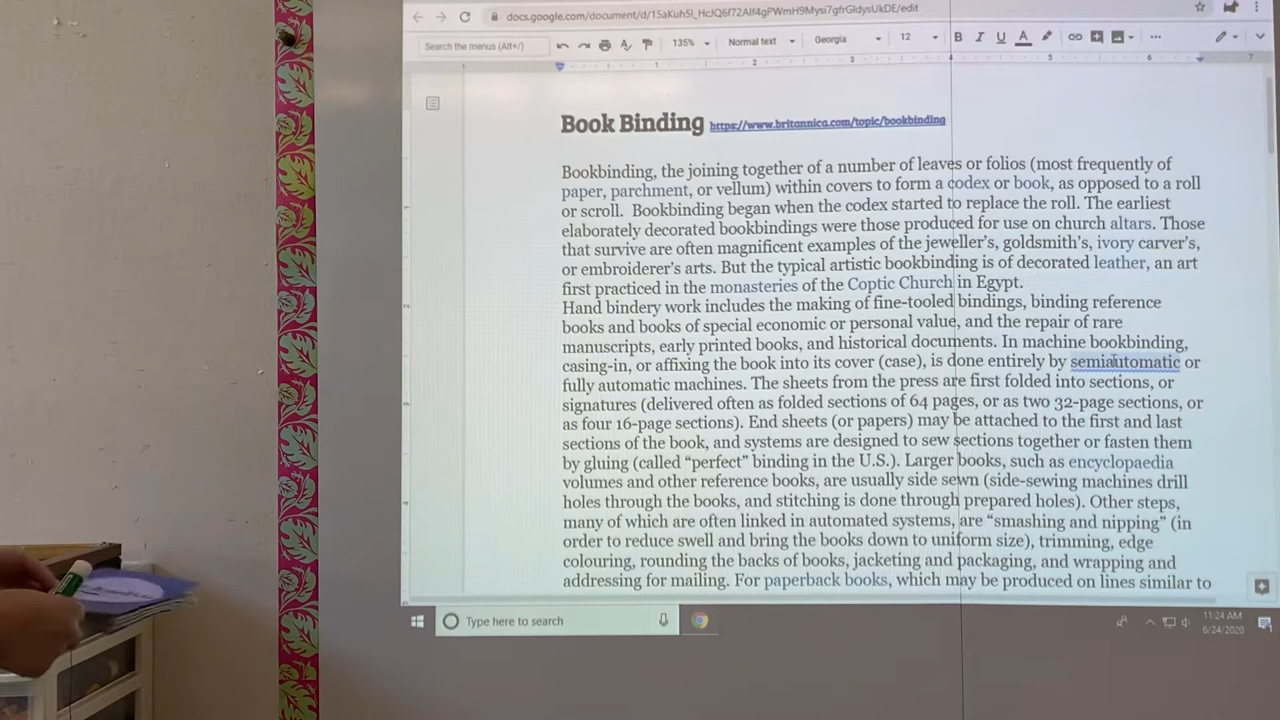 docs.google.com/document/d/15aKuh5l_HcJQ6f72Alf4gPWmH9Mysi7gfrGldysUkDE/edit
Search the menus (Alt+/)
135%
Normal text
Georgia
12
B I U A
1 2 3 4 5 6 7
Book Binding https://www.britannica.com/topic/bookbinding
Bookbinding, the joining together of a number of leaves or folios (most frequently of
paper, parchment, or vellum) within covers to form a codex or book, as opposed to a roll
or scroll. Bookbinding began when the codex started to replace the roll. The earliest
elaborately decorated bookbindings were those produced for use on church altars. Those
that survive are often magnificent examples of the jeweller's, goldsmith's, ivory carver's,
or embroiderer's arts. But the typical artistic bookbinding is of decorated leather, an art
first practiced in the monasteries of the Coptic Church in Egypt.
Hand bindery work includes the making of fine-tooled bindings, binding reference
books and books of special economic or personal value, and the repair of rare
manuscripts, early printed books, and historical documents. In machine bookbinding,
casing-in, or affixing the book into its cover (case), is done entirely by semiautomatic or
fully automatic machines. The sheets from the press are first folded into sections, or
signatures (delivered often as folded sections of 64 pages, or as two 32-page sections, or
as four 16-page sections). End sheets (or papers) may be attached to the first and last
sections of the book, and systems are designed to sew sections together or fasten them
by gluing (called “perfect” binding in the U.S.). Larger books, such as encyclopaedia
volumes and other reference books, are usually side sewn (side-sewing machines drill
holes through the books, and stitching is done through prepared holes). Other steps,
many of which are often linked in automated systems, are “smashing and nipping” (in
order to reduce swell and bring the books down to uniform size), trimming, edge
colouring, rounding the backs of books, jacketing and packaging, and wrapping and
addressing for mailing. For paperback books, which may be produced on lines similar to
Type here to search
11:24 AM
6/24/2020